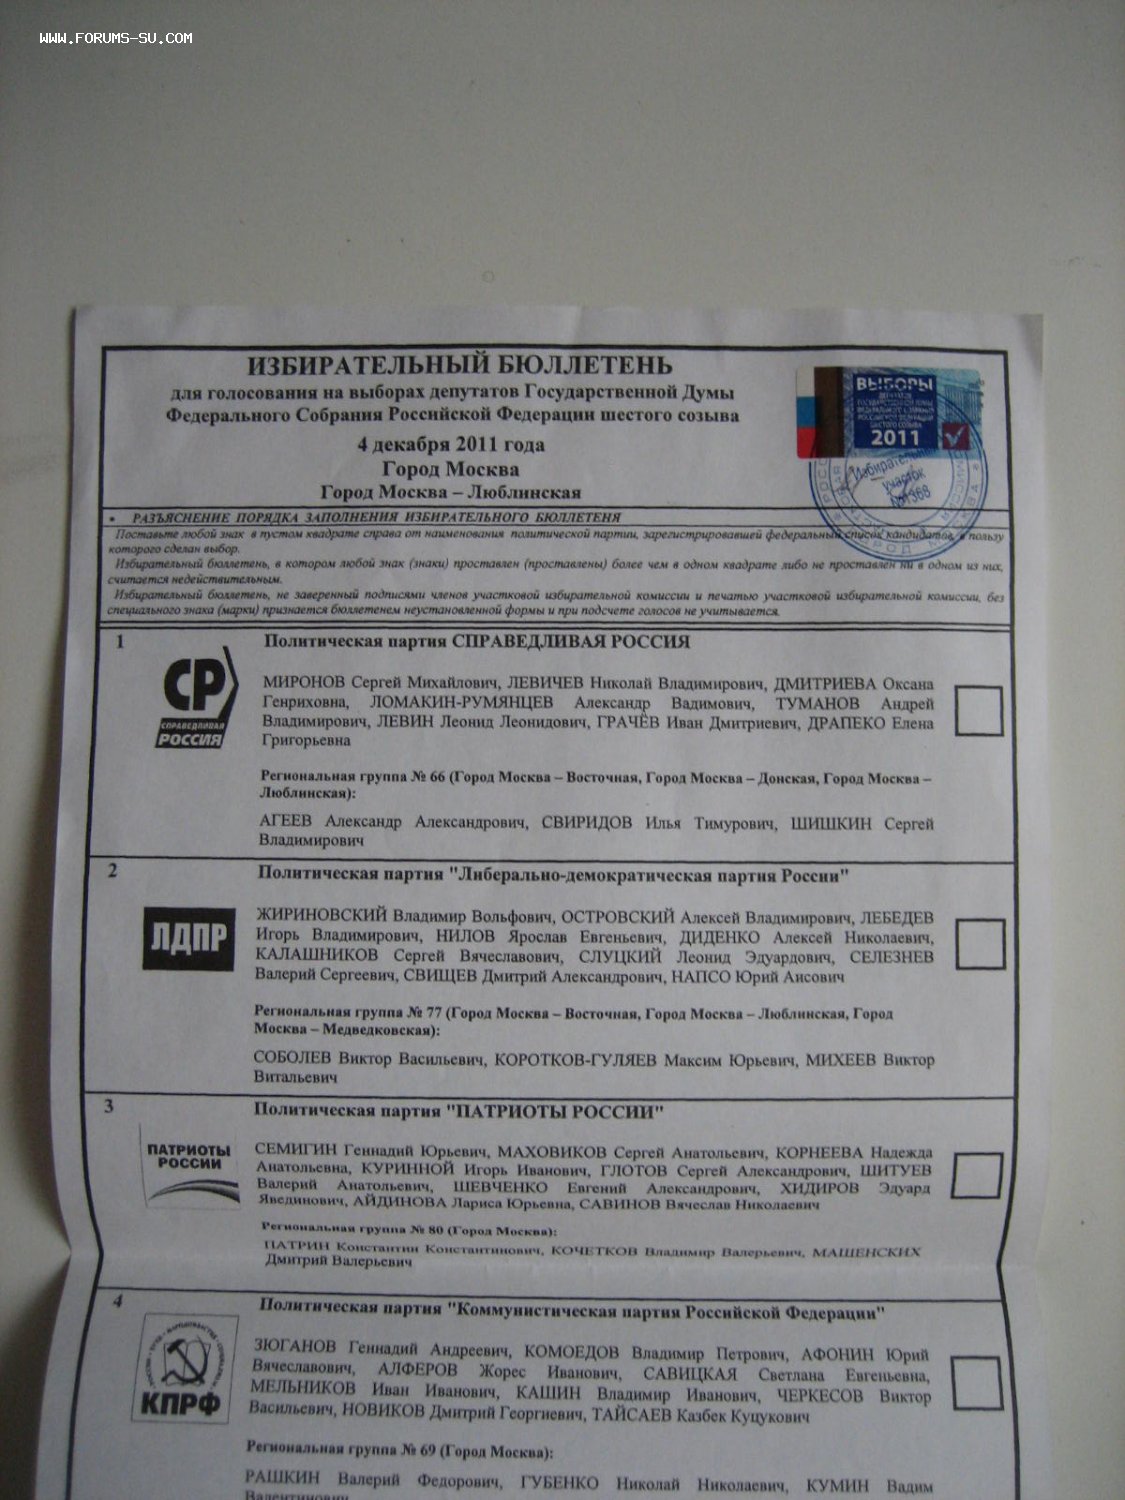 WWW.FORUMS-SU.COM
ИЗБИРАТЕЛЬНЫЙ БЮЛЛЕТЕНЬ
для голосования на выборах депутатов Государственной Думы
Федерального Собрания Российской Федерации шестого созыва
4 декабря 2011 года
Город Москва
Город Москва – Люблинская
ВЫБОРЫ
ДЕПУТАТОВ
ГОСУДАРСТВЕННОЙ ДУМЫ
ФЕДЕРАЛЬНОГО СОБРАНИЯ
РОССИЙСКОЙ ФЕДЕРАЦИИ
ШЕСТОГО СОЗЫВА
2011
Избирательный
участок
№1368
• РАЗЪЯСНЕНИЕ ПОРЯДКА ЗАПОЛНЕНИЯ ИЗБИРАТЕЛЬНОГО БЮЛЛЕТЕНЯ
Поставьте любой знак в пустом квадрате справа от наименования политической партии, зарегистрировавшей федеральный список кандидатов, в пользу
которого сделан выбор.
Избирательный бюллетень, в котором любой знак (знаки) проставлен (проставлены) более чем в одном квадрате либо не проставлен ни в одном из них,
считается недействительным.
Избирательный бюллетень, не заверенный подписями членов участковой избирательной комиссии и печатью участковой избирательной комиссии, без
специального знака (марки) признается бюллетенем неустановленной формы и при подсчете голосов не учитывается.
1
Политическая партия СПРАВЕДЛИВАЯ РОССИЯ
СР
СПРАВЕДЛИВАЯ
РОССИЯ
МИРОНОВ Сергей Михайлович, ЛЕВИЧЕВ Николай Владимирович, ДМИТРИЕВА Оксана
Генриховна, ЛОМАКИН-РУМЯНЦЕВ Александр Вадимович, ТУМАНОВ Андрей
Владимирович, ЛЕВИН Леонид Леонидович, ГРАЧЁВ Иван Дмитриевич, ДРАПЕКО Елена
Григорьевна
Региональная группа № 66 (Город Москва – Восточная, Город Москва – Донская, Город Москва –
Люблинская):
АГЕЕВ Александр Александрович, СВИРИДОВ Илья Тимурович, ШИШКИН Сергей
Владимирович
2
Политическая партия "Либерально-демократическая партия России"
ЛДПР
ЖИРИНОВСКИЙ Владимир Вольфович, ОСТРОВСКИЙ Алексей Владимирович, ЛЕБЕДЕВ
Игорь Владимирович, НИЛОВ Ярослав Евгеньевич, ДИДЕНКО Алексей Николаевич,
КАЛАШНИКОВ Сергей Вячеславович, СЛУЦКИЙ Леонид Эдуардович, СЕЛЕЗНЕВ
Валерий Сергеевич, СВИЩЕВ Дмитрий Александрович, НАПСО Юрий Аисович
Региональная группа № 77 (Город Москва – Восточная, Город Москва – Люблинская, Город
Москва – Медведковская):
СОБОЛЕВ Виктор Васильевич, КОРОТКОВ-ГУЛЯЕВ Максим Юрьевич, МИХЕЕВ Виктор
Витальевич
3
Политическая партия "ПАТРИОТЫ РОССИИ"
ПАТРИОТЫ
РОССИИ
СЕМИГИН Геннадий Юрьевич, МАХОВИКОВ Сергей Анатольевич, КОРНЕЕВА Надежда
Анатольевна, КУРИННОЙ Игорь Иванович, ГЛОТОВ Сергей Александрович, ШИТУЕВ
Валерий Анатольевич, ШЕВЧЕНКО Евгений Александрович, ХИДИРОВ Эдуард
Явединович, АЙДИНОВА Лариса Юрьевна, САВИНОВ Вячеслав Николаевич
Региональная группа № 80 (Город Москва):
ПАТРИН Константин Константинович, КОЧЕТКОВ Владимир Валерьевич, МАШЕНСКИХ
Дмитрий Валерьевич
4
Политическая партия "Коммунистическая партия Российской Федерации"
КПРФ
ЗЮГАНОВ Геннадий Андреевич, КОМОЕДОВ Владимир Петрович, АФОНИН Юрий
Вячеславович, АЛФЕРОВ Жорес Иванович, САВИЦКАЯ Светлана Евгеньевна,
МЕЛЬНИКОВ Иван Иванович, КАШИН Владимир Иванович, ЧЕРКЕСОВ Виктор
Васильевич, НОВИКОВ Дмитрий Георгиевич, ТАЙСАЕВ Казбек Куцукович
Региональная группа № 69 (Город Москва):
РАШКИН Валерий Федорович, ГУБЕНКО Николай Николаевич, КУМИН Вадим
Валентинович